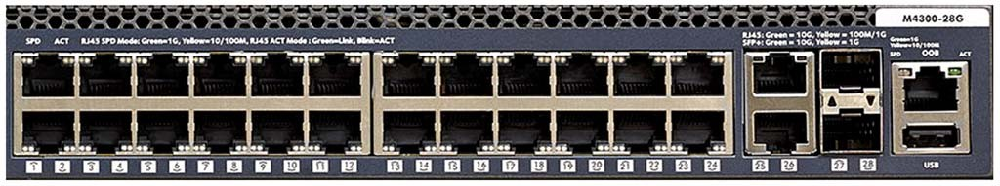 M4300-28G
SPD ACT RJ45 SPD Mode: Green=1G, Yellow=10/100M, RJ45 ACT Mode : Green=Link, Blink=ACT
RJ45: Green = 10G, Yellow = 100M/1G
SFP+: Green = 10G, Yellow = 1G
Green=1G
Yellow=10/100M
SPD OOB ACT
1 2 3 4 5 6 7 8 9 10 11 12 13 14 15 16 17 18 19 20 21 22 23 24 25 26 27 28
USB